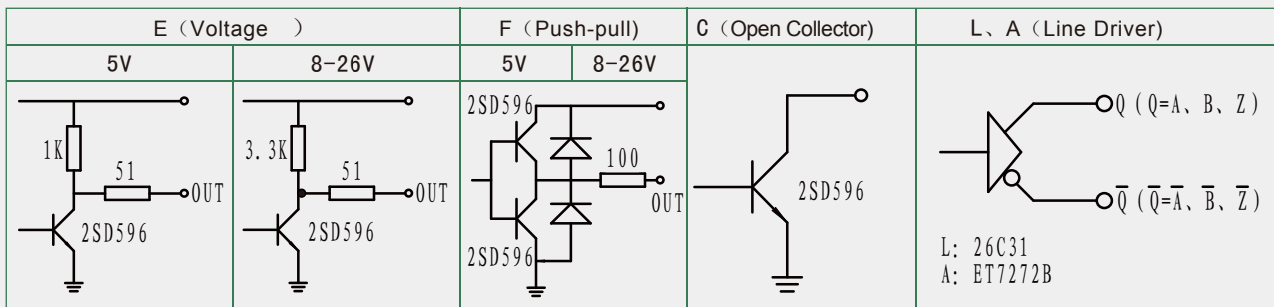 E（Voltage ）
F（Push-pull)
C（Open Collector)
L、A（Line Driver)
5V
8-26V
5V
8-26V
1K
51
OUT
2SD596
3.3K
51
OUT
2SD596
2SD596
100
OUT
2SD596
2SD596
Q (Q=A、B、Z)
Q̅ (Q̅=A̅、B̅、Z̅)
L: 26C31
A: ET7272B